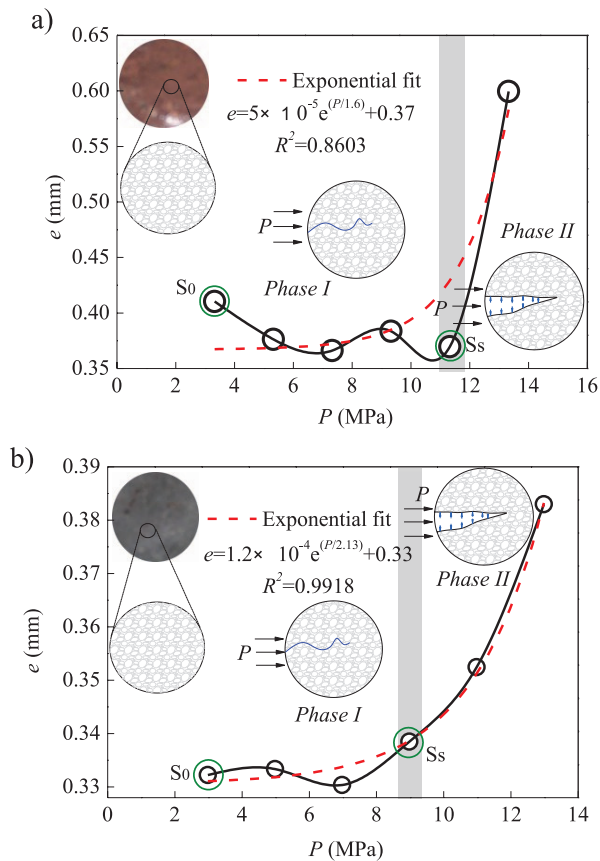 a)
0.65
0.60
0.55
0.50
0.45
0.40
0.35
e (mm)
Exponential fit
e=5× 10-5e(P/1.6)+0.37
R2=0.8603
P
Phase I
Phase II
P
S0
Ss
0 2 4 6 8 10 12 14 16
P (MPa)
b)
0.39
0.38
0.37
0.36
0.35
0.34
0.33
e (mm)
Exponential fit
e=1.2× 10-4e(P/2.13)+0.33
R2=0.9918
P
Phase II
P
Phase I
S0
Ss
0 2 4 6 8 10 12 14
P (MPa)